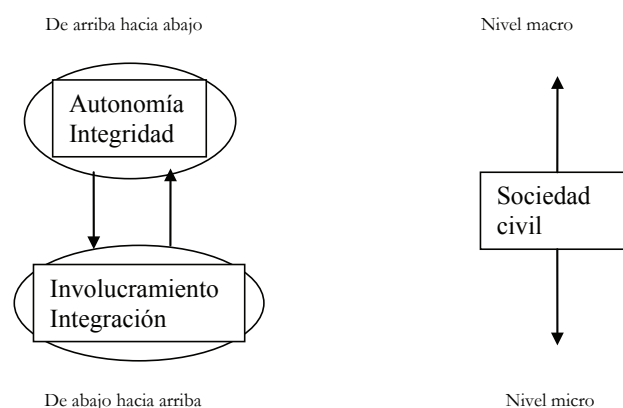 De arriba hacia abajo
Nivel macro
Autonomía
Integridad
Sociedad
civil
Involucramiento
Integración
De abajo hacia arriba
Nivel micro